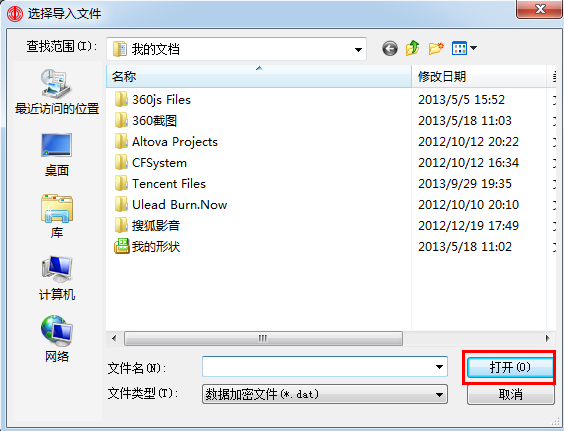 选择导入文件
查找范围(I): 我的文档
名称 修改日期
360js Files 2013/5/5 15:52
360截图 2013/5/18 11:03
Altova Projects 2012/10/12 20:22
CFSystem 2012/10/12 16:34
Tencent Files 2013/9/29 19:35
Ulead Burn.Now 2012/10/10 20:10
搜狐影音 2012/12/19 17:49
我的形状 2013/5/18 11:02
最近访问的位置
桌面
库
计算机
网络
文件名(N): 打开(O)
文件类型(T): 数据加密文件(*.dat) 取消